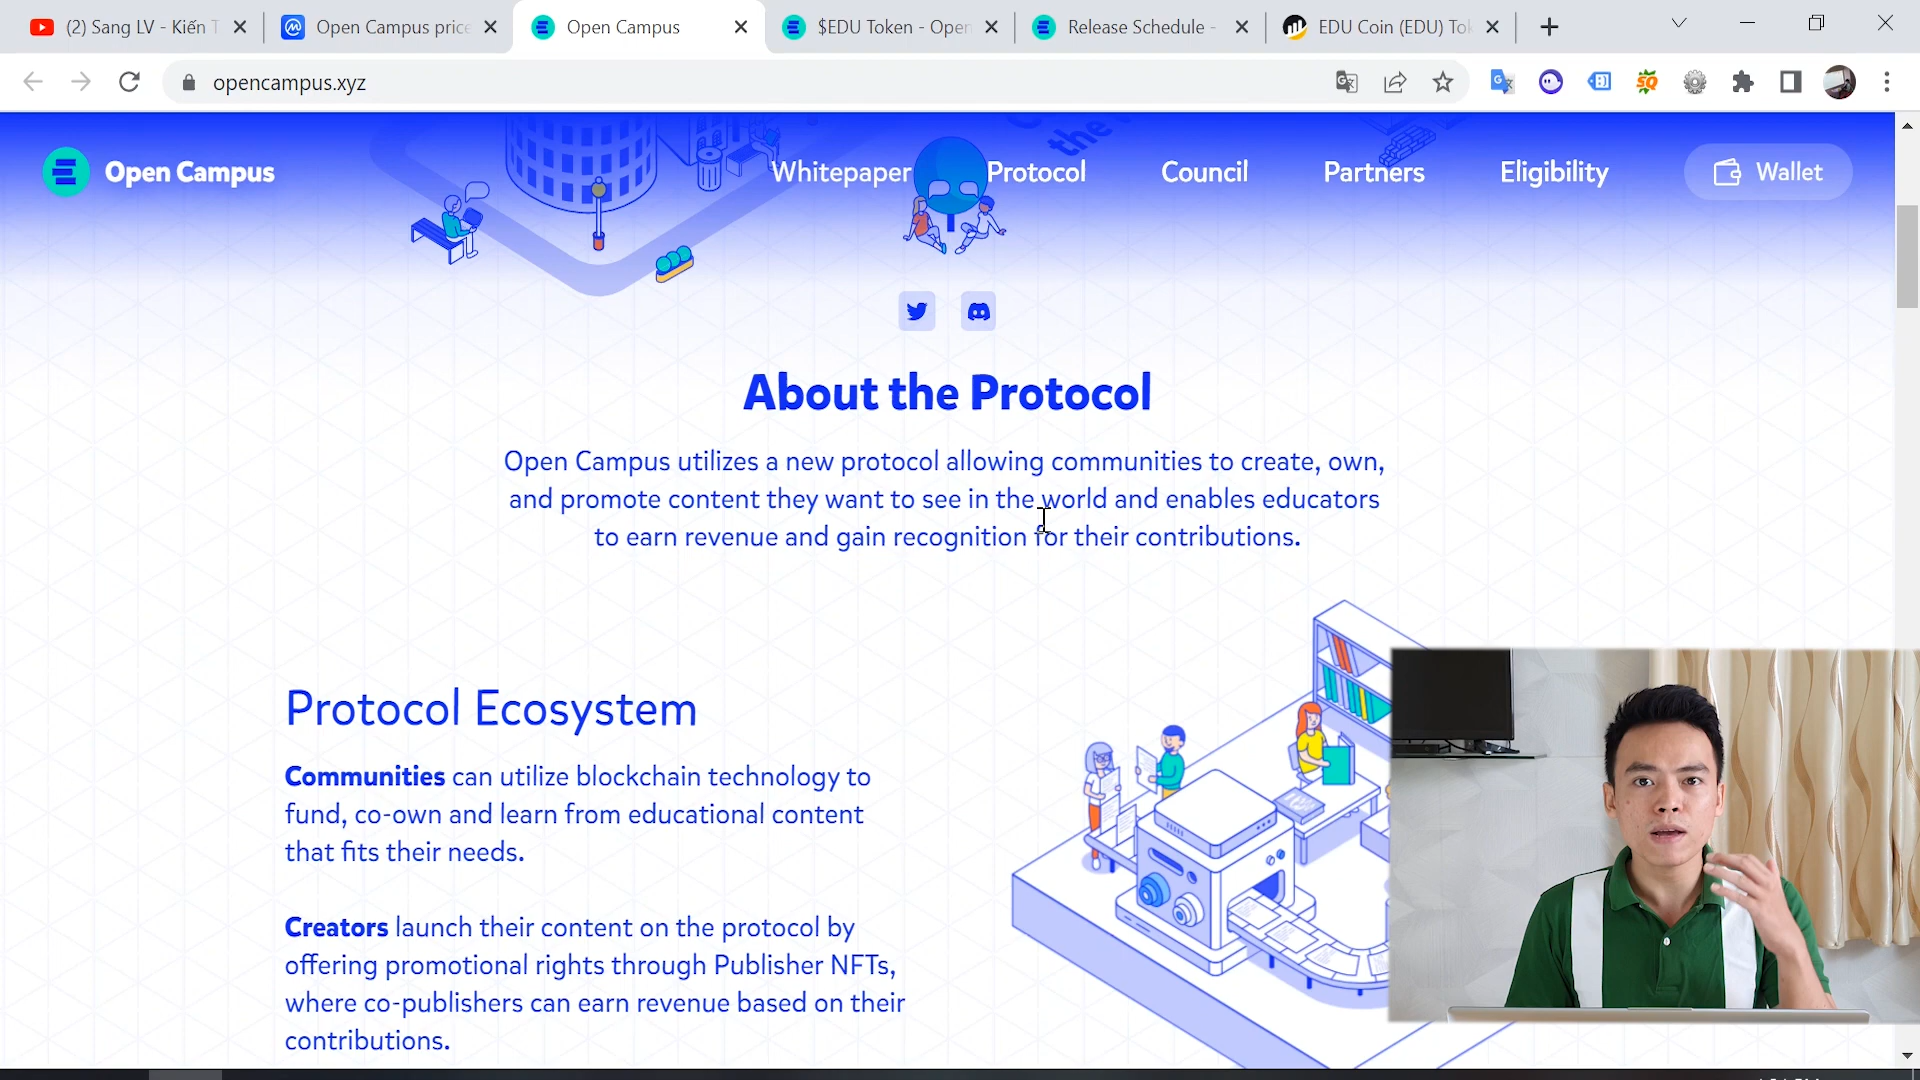 (2) Sang LV - Kiến T
Open Campus price
Open Campus
$EDU Token - Open
Release Schedule -
EDU Coin (EDU) Tok
opencampus.xyz
Open Campus
Whitepaper
Protocol
Council
Partners
Eligibility
Wallet
About the Protocol
Open Campus utilizes a new protocol allowing communities to create, own,
and promote content they want to see in the world and enables educators
to earn revenue and gain recognition for their contributions.
Protocol Ecosystem
Communities can utilize blockchain technology to
fund, co-own and learn from educational content
that fits their needs.
Creators launch their content on the protocol by
offering promotional rights through Publisher NFTs,
where co-publishers can earn revenue based on their
contributions.